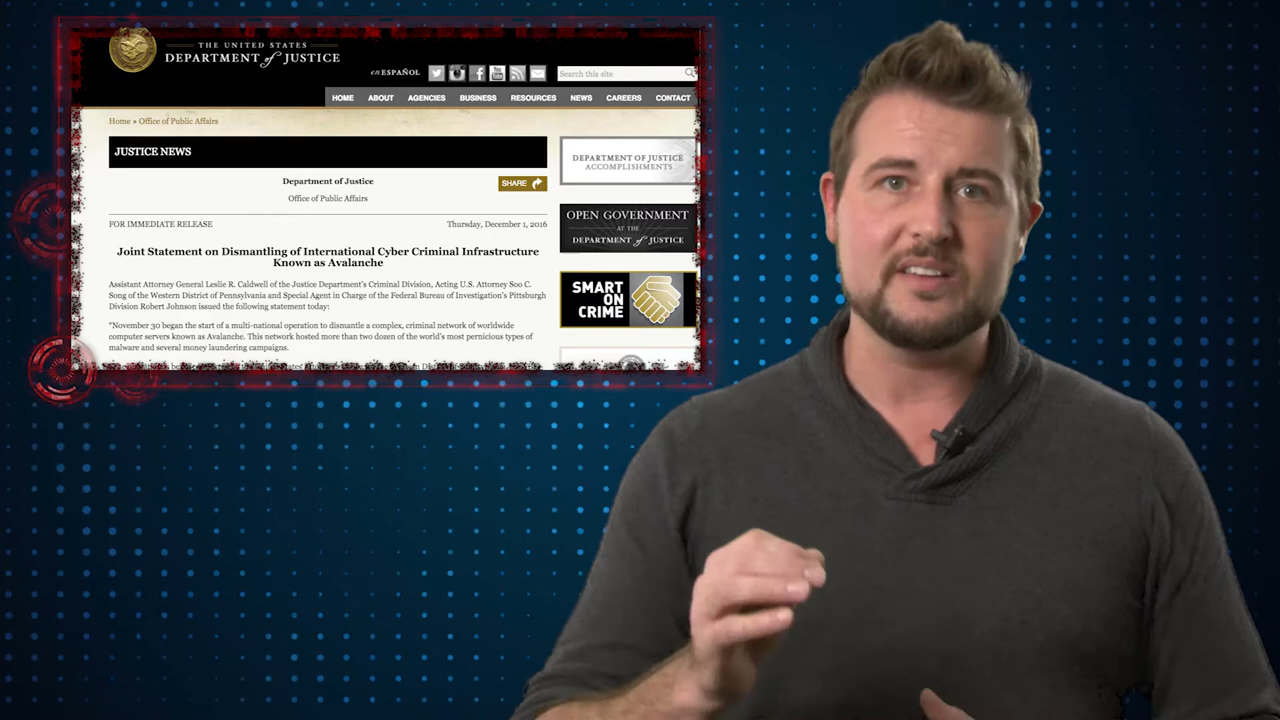 THE UNITED STATES
DEPARTMENT of JUSTICE
en ESPAÑOL
Search this site
HOME ABOUT AGENCIES BUSINESS RESOURCES NEWS CAREERS CONTACT
Home » Office of Public Affairs
JUSTICE NEWS
Department of Justice
SHARE
Office of Public Affairs
FOR IMMEDIATE RELEASE Thursday, December 1, 2016
Joint Statement on Dismantling of International Cyber Criminal Infrastructure
Known as Avalanche
Assistant Attorney General Leslie R. Caldwell of the Justice Department's Criminal Division, Acting U.S. Attorney Soo C.
Song of the Western District of Pennsylvania and Special Agent in Charge of the Federal Bureau of Investigation's Pittsburgh
Division Robert Johnson issued the following statement today:
"November 30 began the start of a multi-national operation to dismantle a complex, criminal network of worldwide
computer servers known as Avalanche. This network hosted more than two dozen of the world's most pernicious types of
malware and several money laundering campaigns.
DEPARTMENT OF JUSTICE
ACCOMPLISHMENTS
OPEN GOVERNMENT
AT THE
DEPARTMENT of JUSTICE
SMART
ON
CRIME